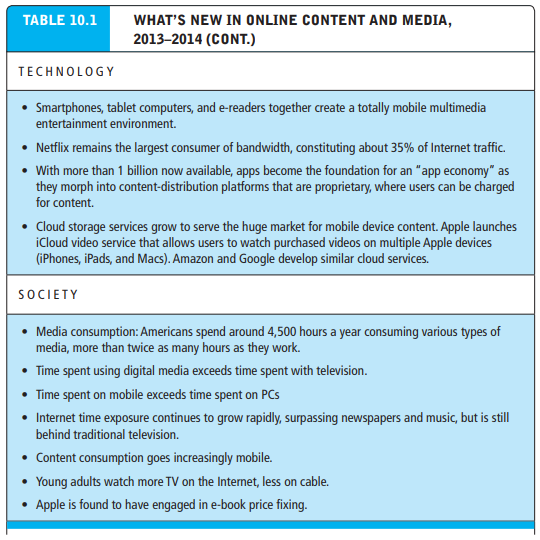 TABLE 10.1
WHAT'S NEW IN ONLINE CONTENT AND MEDIA,
2013–2014 (CONT.)
TECHNOLOGY
• Smartphones, tablet computers, and e-readers together create a totally mobile multimedia
entertainment environment.
• Netflix remains the largest consumer of bandwidth, constituting about 35% of Internet traffic.
• With more than 1 billion now available, apps become the foundation for an "app economy" as
they morph into content-distribution platforms that are proprietary, where users can be charged
for content.
• Cloud storage services grow to serve the huge market for mobile device content. Apple launches
iCloud video service that allows users to watch purchased videos on multiple Apple devices
(iPhones, iPads, and Macs). Amazon and Google develop similar cloud services.
SOCIETY
• Media consumption: Americans spend around 4,500 hours a year consuming various types of
media, more than twice as many hours as they work.
• Time spent using digital media exceeds time spent with television.
• Time spent on mobile exceeds time spent on PCs
• Internet time exposure continues to grow rapidly, surpassing newspapers and music, but is still
behind traditional television.
• Content consumption goes increasingly mobile.
• Young adults watch more TV on the Internet, less on cable.
• Apple is found to have engaged in e-book price fixing.